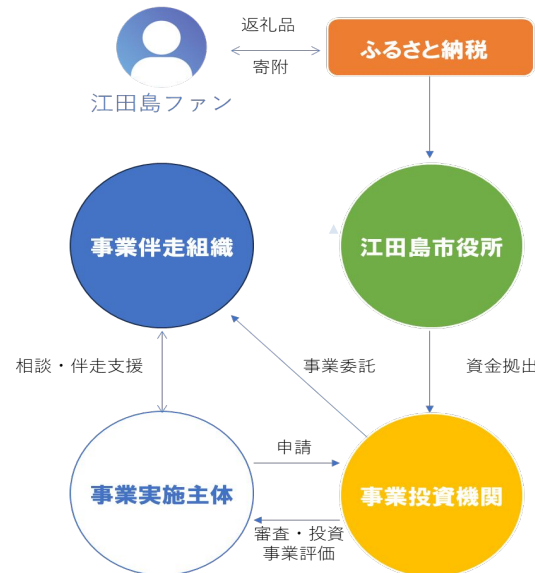 返礼品
寄附
ふるさと納税
江田島ファン
事業伴走組織
江田島市役所
相談・伴走支援
事業委託
資金拠出
申請
事業実施主体
事業投資機関
審査・投資
事業評価